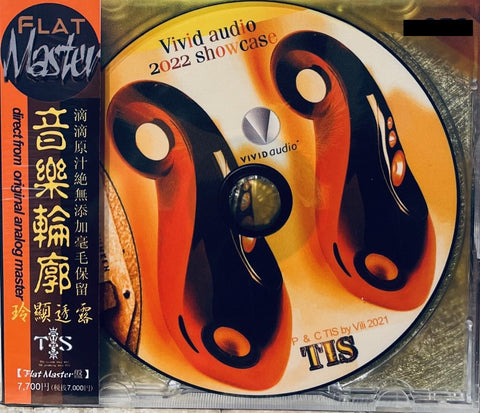 FLAT
Master
direct from original analog master
音樂輪廓
滴滴原汁絶無添加毫毛保留
玲瓏透露
TIS
【Flat Master盤】
7,700円(税抜7,000円)
Vivid audio
2022 showcase
VIVID audio
P & C TIS by Vili 2021
TIS